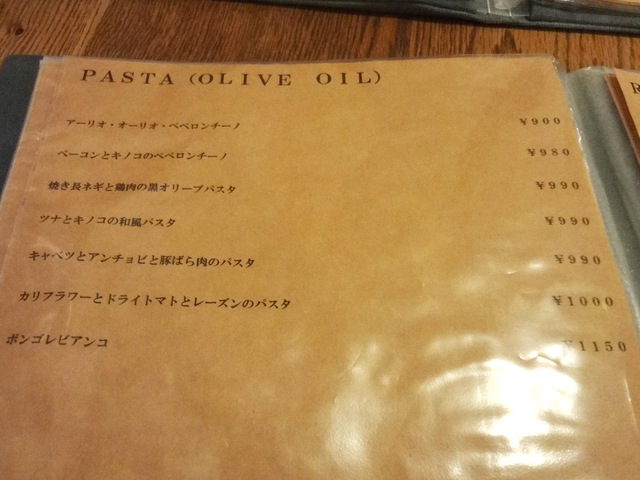 PASTA (OLIVE OIL)
アーリオ・オーリオ・ペペロンチーノ ￥900
ベーコンとキノコのペペロンチーノ ￥980
焼き長ネギと鶏肉の黒オリーブパスタ ￥990
ツナとキノコの和風パスタ ￥990
キャベツとアンチョビと豚ばら肉のパスタ ￥990
カリフラワーとドライトマトとレーズンのパスタ ￥1000
ボンゴレビアンコ ￥1150
R